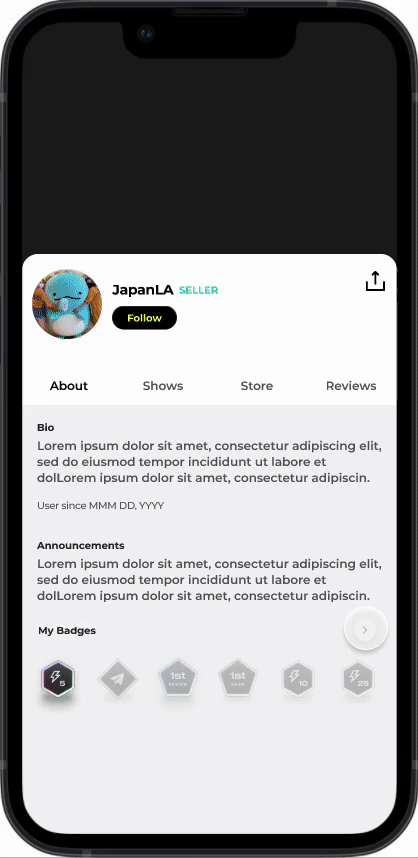 JapanLA SELLER
Follow
About Shows Store Reviews
Bio
Lorem ipsum dolor sit amet, consectetur adipiscing elit,
sed do eiusmod tempor incididunt ut labore et
dolLorem ipsum dolor sit amet, consectetur adipiscin.
User since MMM DD, YYYY
Announcements
Lorem ipsum dolor sit amet, consectetur adipiscing elit,
sed do eiusmod tempor incididunt ut labore et
dolLorem ipsum dolor sit amet, consectetur adipiscin.
My Badges
5 1st 1st 10 25